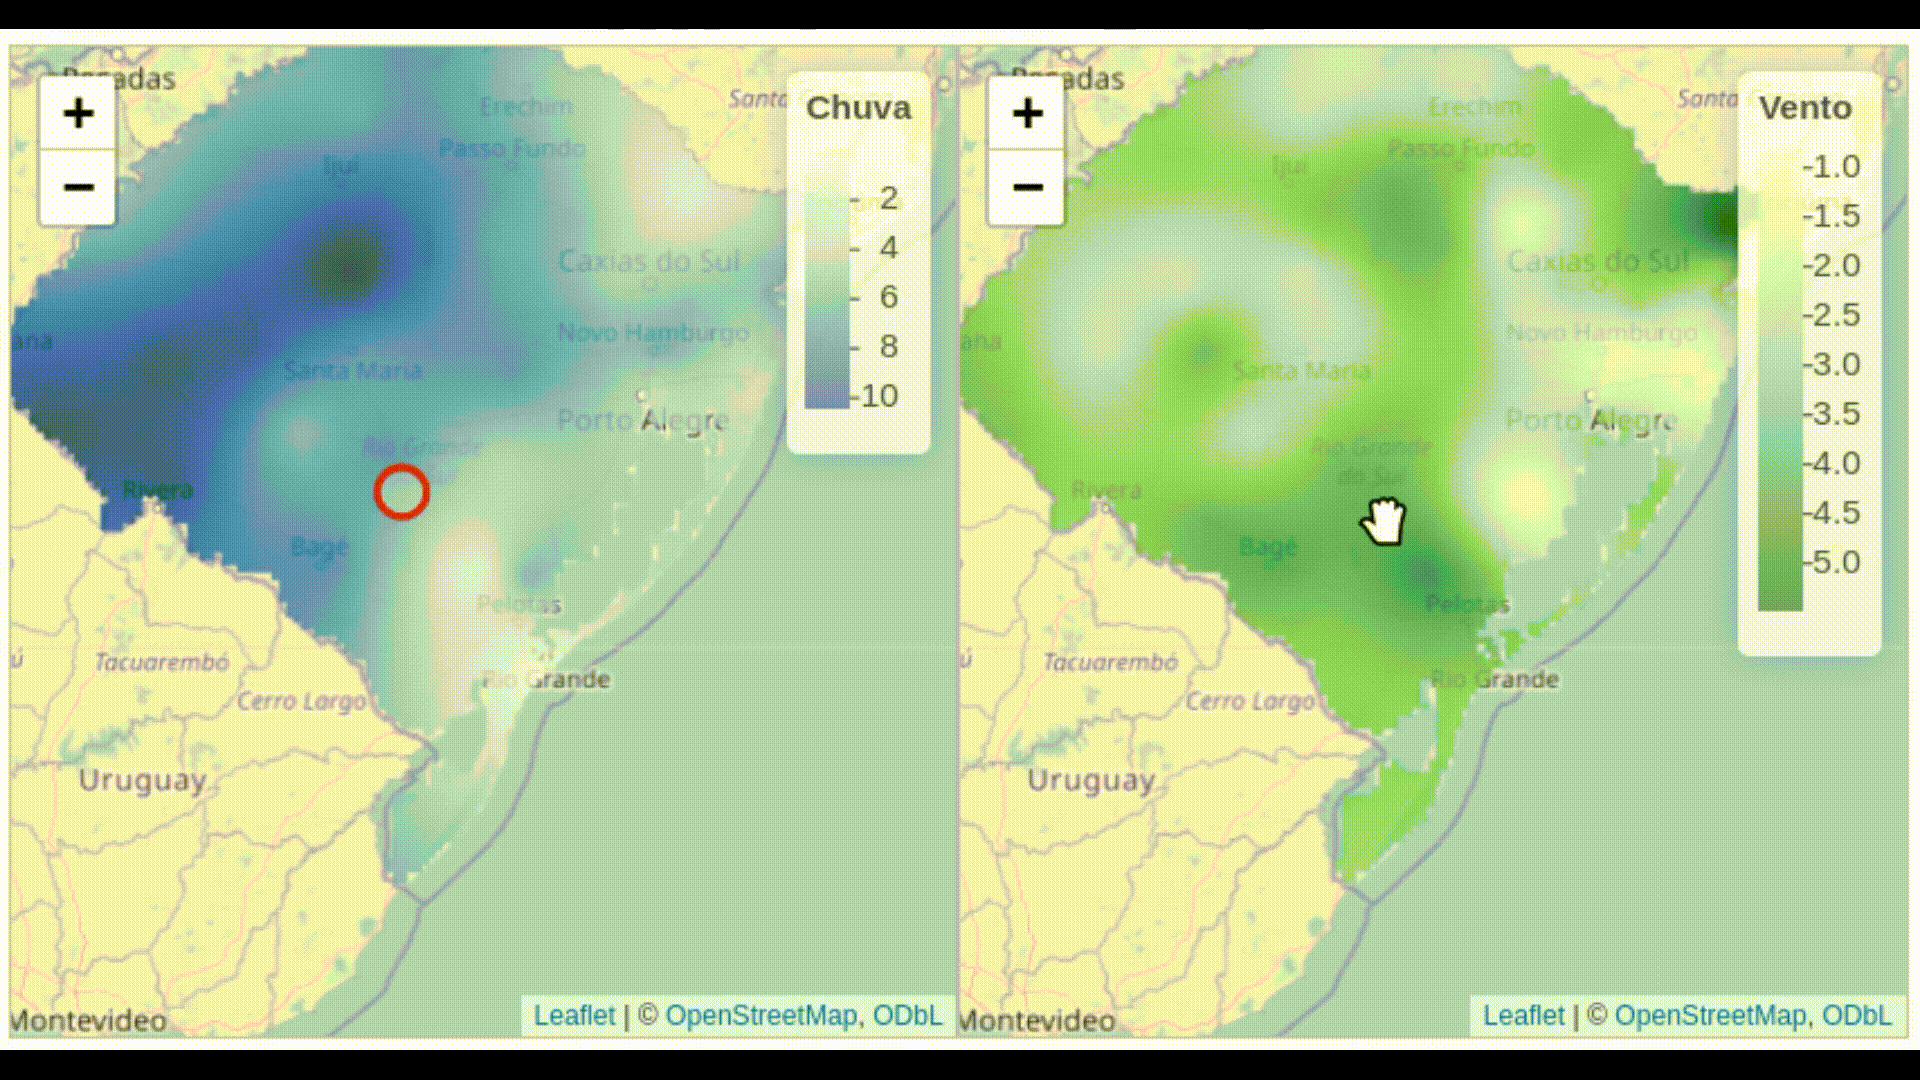 +
−
adas
Santa
Chuva
Erechim
Passo Fundo
Ijuí
2
4
6
8
10
Caxias do Sul
Novo Hamburgo
ana
Santa Maria
Porto Alegre
Rio Grande
Rivera
Bagé
Pelotas
Rio Grande
Tacuarembó
ú
Cerro Largo
Uruguay
Montevideo
Leaflet | © OpenStreetMap, ODbL
+
−
adas
Santa
Vento
Erechim
Passo Fundo
Ijuí
-1.0
-1.5
-2.0
-2.5
-3.0
-3.5
-4.0
-4.5
-5.0
Caxias do Sul
Novo Hamburgo
ana
Santa Maria
Porto Alegre
Rio Grande
do Sul
Rivera
Bagé
Pelotas
Rio Grande
Tacuarembó
ú
Cerro Largo
Uruguay
Montevideo
Leaflet | © OpenStreetMap, ODbL